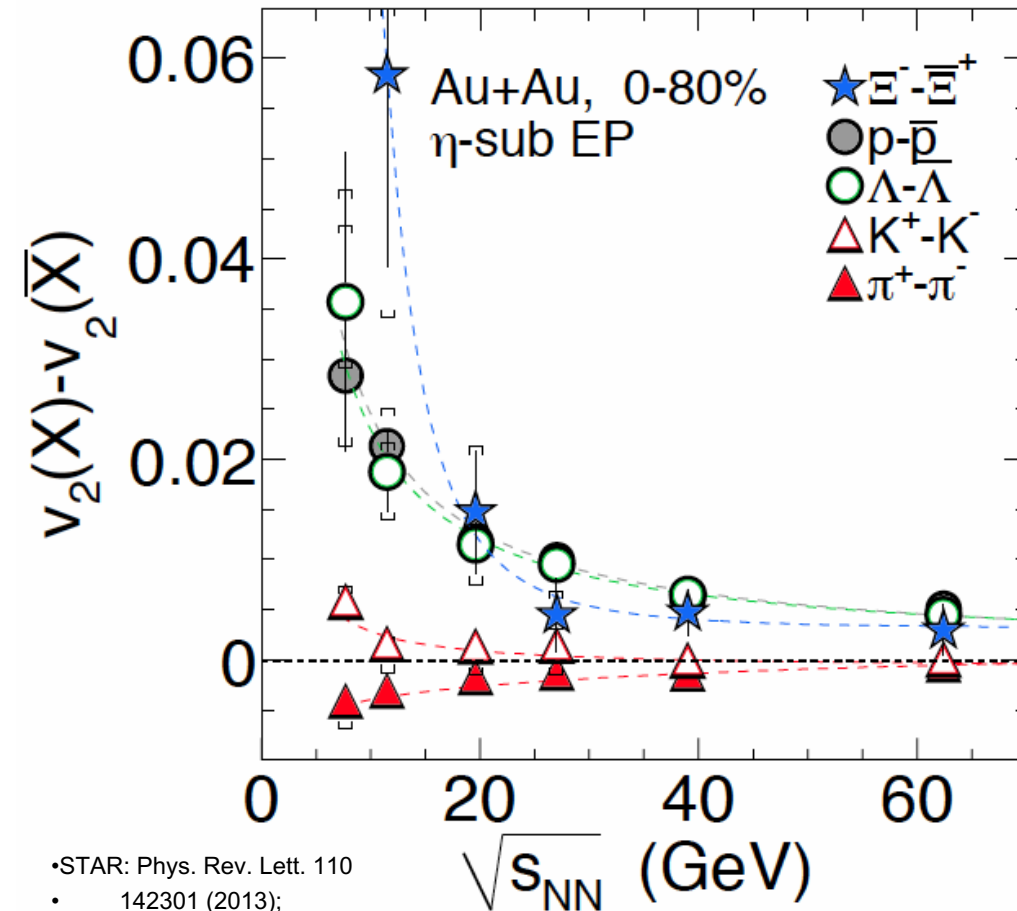 0.06
0.04
0.02
0
v₂(X)-v₂(X̅)
Au+Au, 0-80%
η-sub EP
Ξ⁻-Ξ̅⁺
p-p̅
Λ-Λ̅
K⁺-K⁻
π⁺-π⁻
0 20 40 60
√sNN (GeV)
•STAR: Phys. Rev. Lett. 110
• 142301 (2013);